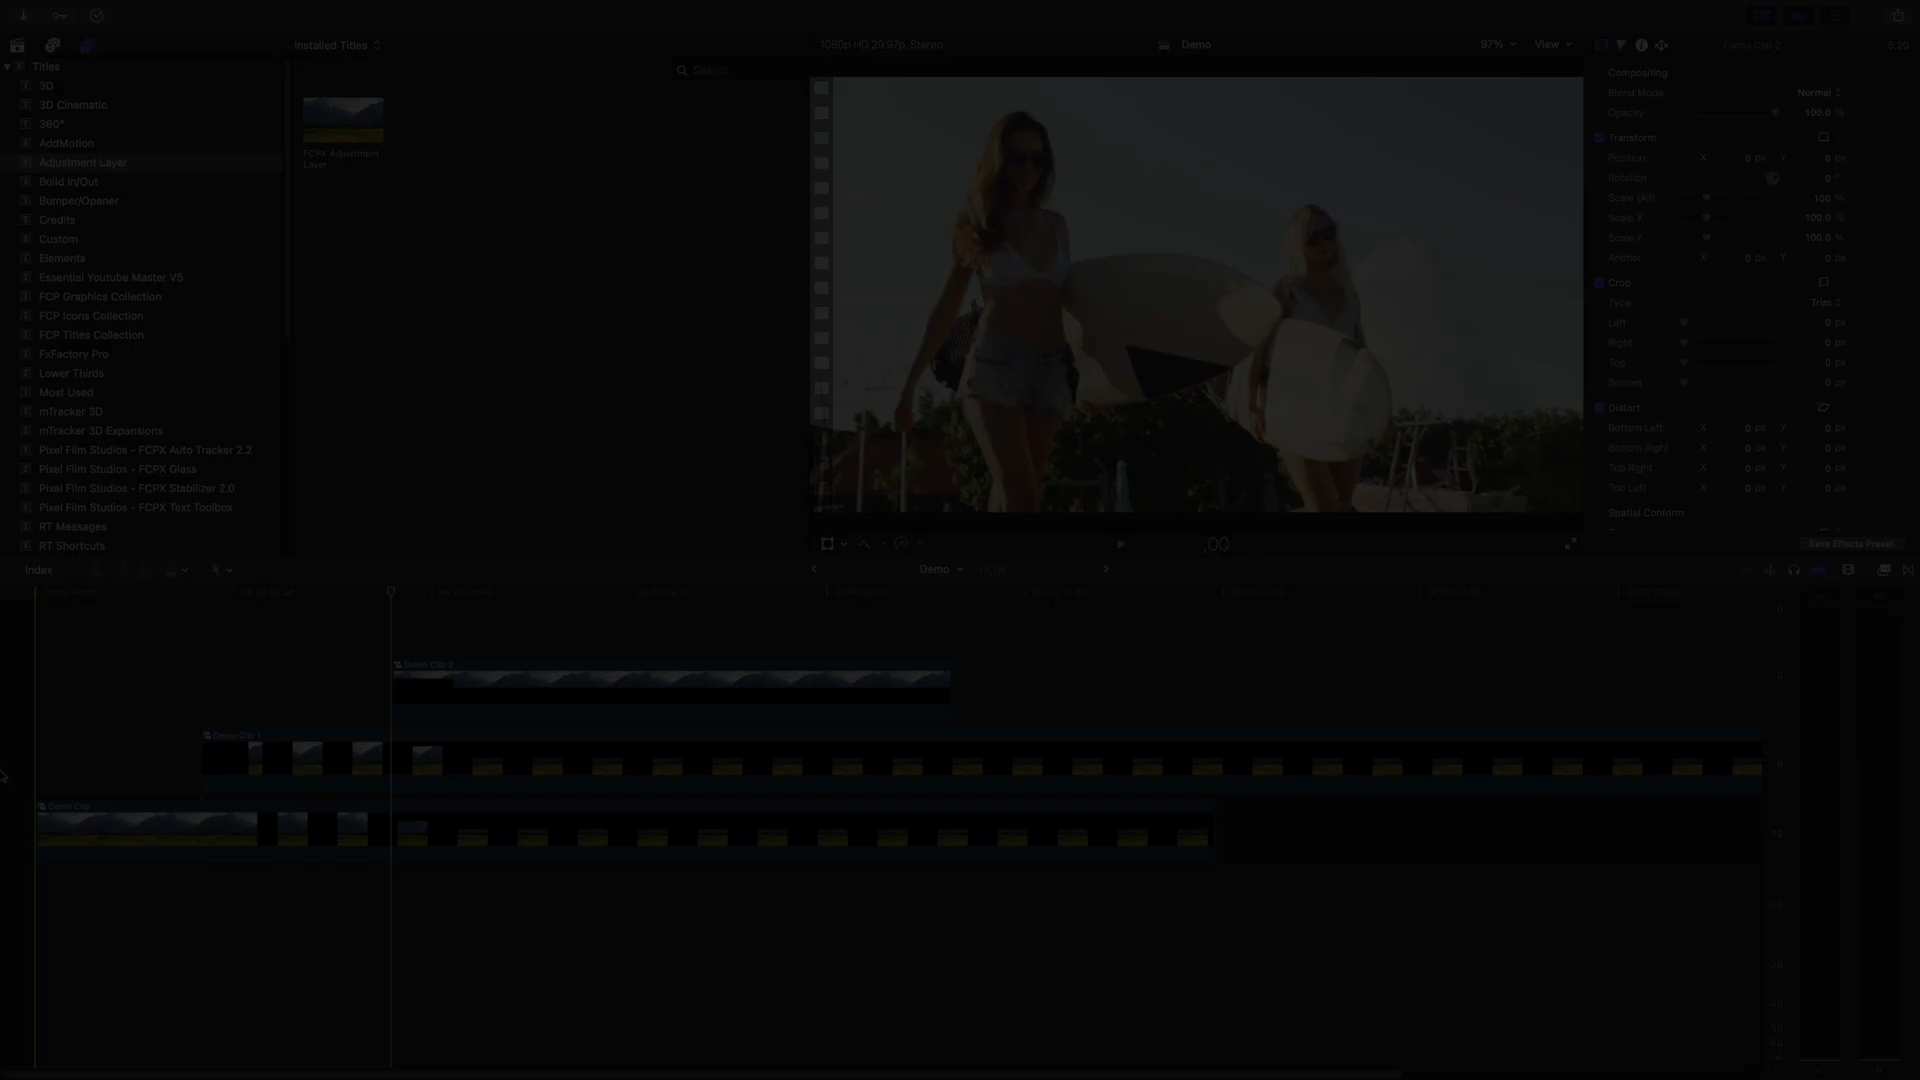 Installed Titles
1080p HD 29.97p, Stereo
Demo
97%
View
Demo Clip 2
5:20
Titles
Search
3D
3D Cinematic
360°
AddMotion
Adjustment Layer
Build In/Out
Bumper/Opener
Credits
Custom
Elements
Essential Youtube Master V5
FCP Graphics Collection
FCP Icons Collection
FCP Titles Collection
FxFactory Pro
Lower Thirds
Most Used
mTracker 3D
mTracker 3D Expansions
Pixel Film Studios - FCPX Auto Tracker 2.2
Pixel Film Studios - FCPX Glass
Pixel Film Studios - FCPX Stabilizer 2.0
Pixel Film Studios - FCPX Text Toolbox
RT Messages
RT Shortcuts
FCPX Adjustment
Layer
Compositing
Blend Mode Normal
Opacity 100.0 %
Transform
Position X 0 px Y 0 px
Rotation 0 °
Scale (All) 100 %
Scale X 100.0 %
Scale Y 100.0 %
Anchor X 0 px Y 0 px
Crop
Type Trim
Left 0 px
Right 0 px
Top 0 px
Bottom 0 px
Distort
Bottom Left X 0 px Y 0 px
Bottom Right X 0 px Y 0 px
Top Right X 0 px Y 0 px
Top Left X 0 px Y 0 px
Spatial Conform
Save Effects Preset
:00
Index
Demo
Demo Clip 2
Demo Clip 1
Demo Clip